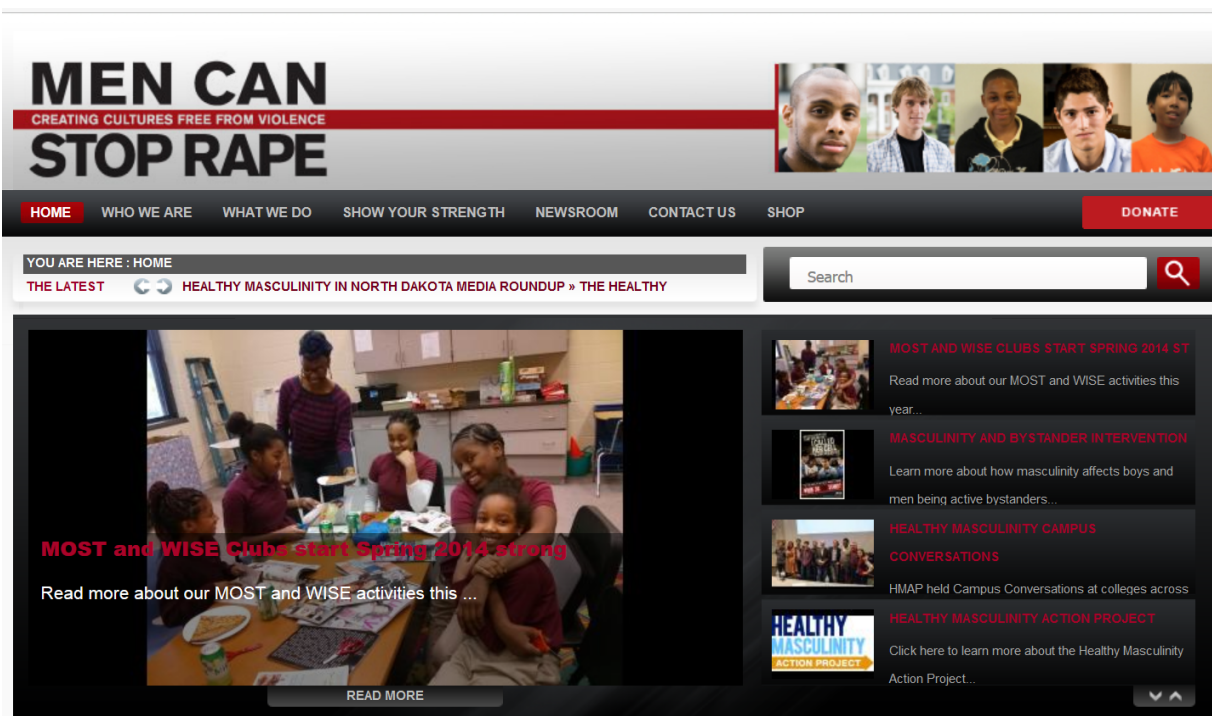 MEN CAN
CREATING CULTURES FREE FROM VIOLENCE
STOP RAPE
HOME WHO WE ARE WHAT WE DO SHOW YOUR STRENGTH NEWSROOM CONTACT US SHOP DONATE
YOU ARE HERE : HOME
THE LATEST HEALTHY MASCULINITY IN NORTH DAKOTA MEDIA ROUNDUP » THE HEALTHY
Search
MOST and WISE Clubs start Spring 2014 strong
Read more about our MOST and WISE activities this ...
READ MORE
MOST AND WISE CLUBS START SPRING 2014 ST
Read more about our MOST and WISE activities this
year...
MASCULINITY AND BYSTANDER INTERVENTION
Learn more about how masculinity affects boys and
men being active bystanders...
HEALTHY MASCULINITY CAMPUS
CONVERSATIONS
HMAP held Campus Conversations at colleges across
HEALTHY
MASCULINITY
ACTION PROJECT
HEALTHY MASCULINITY ACTION PROJECT
Click here to learn more about the Healthy Masculinity
Action Project...